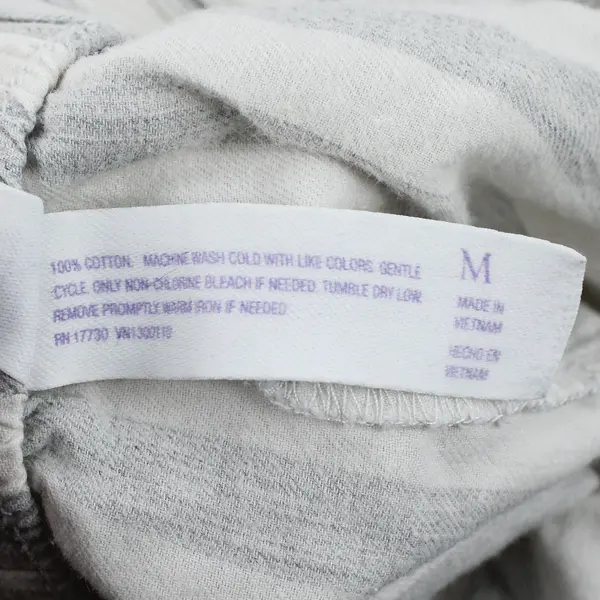 100% COTTON. MACHINE WASH COLD WITH LIKE COLORS. GENTLE
CYCLE. ONLY NON-CHLORINE BLEACH IF NEEDED. TUMBLE DRY LOW.
REMOVE PROMPTLY. WARM IRON IF NEEDED.
RN 17730
M
MADE IN
VIETNAM
HECHO EN
VIETNAM